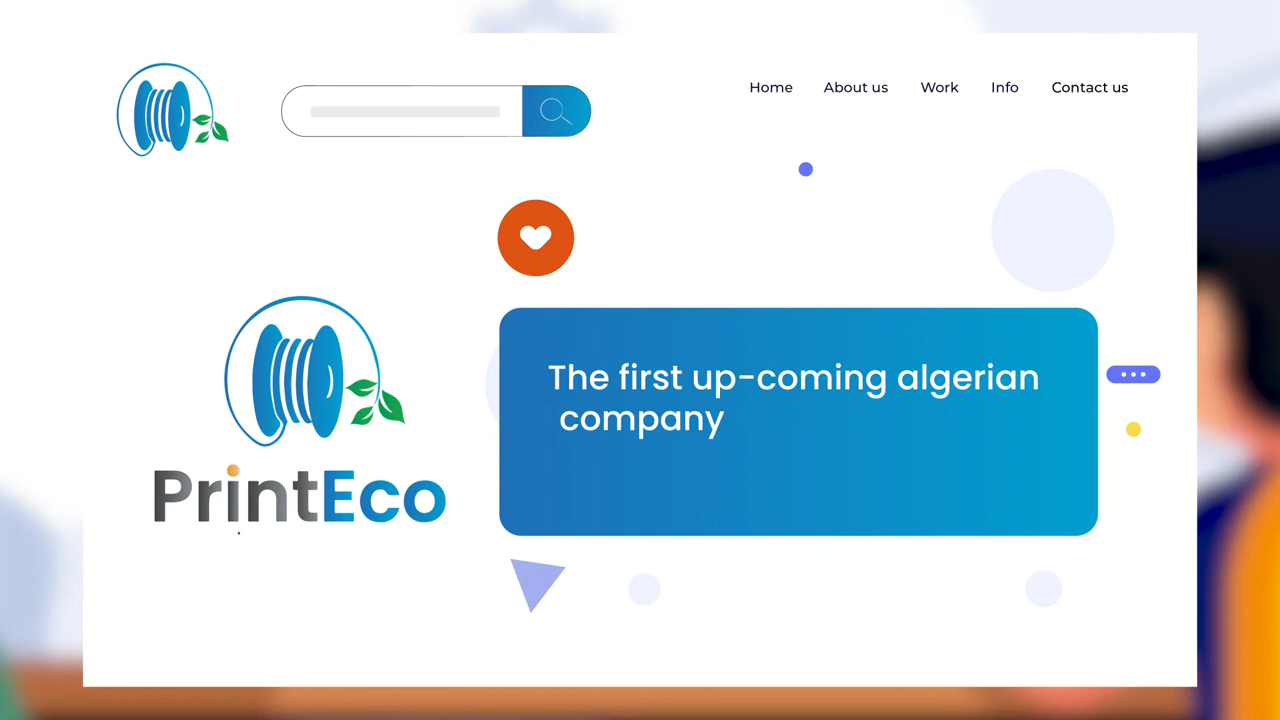 Home About us Work Info Contact us
The first up-coming algerian
company
PrintEco